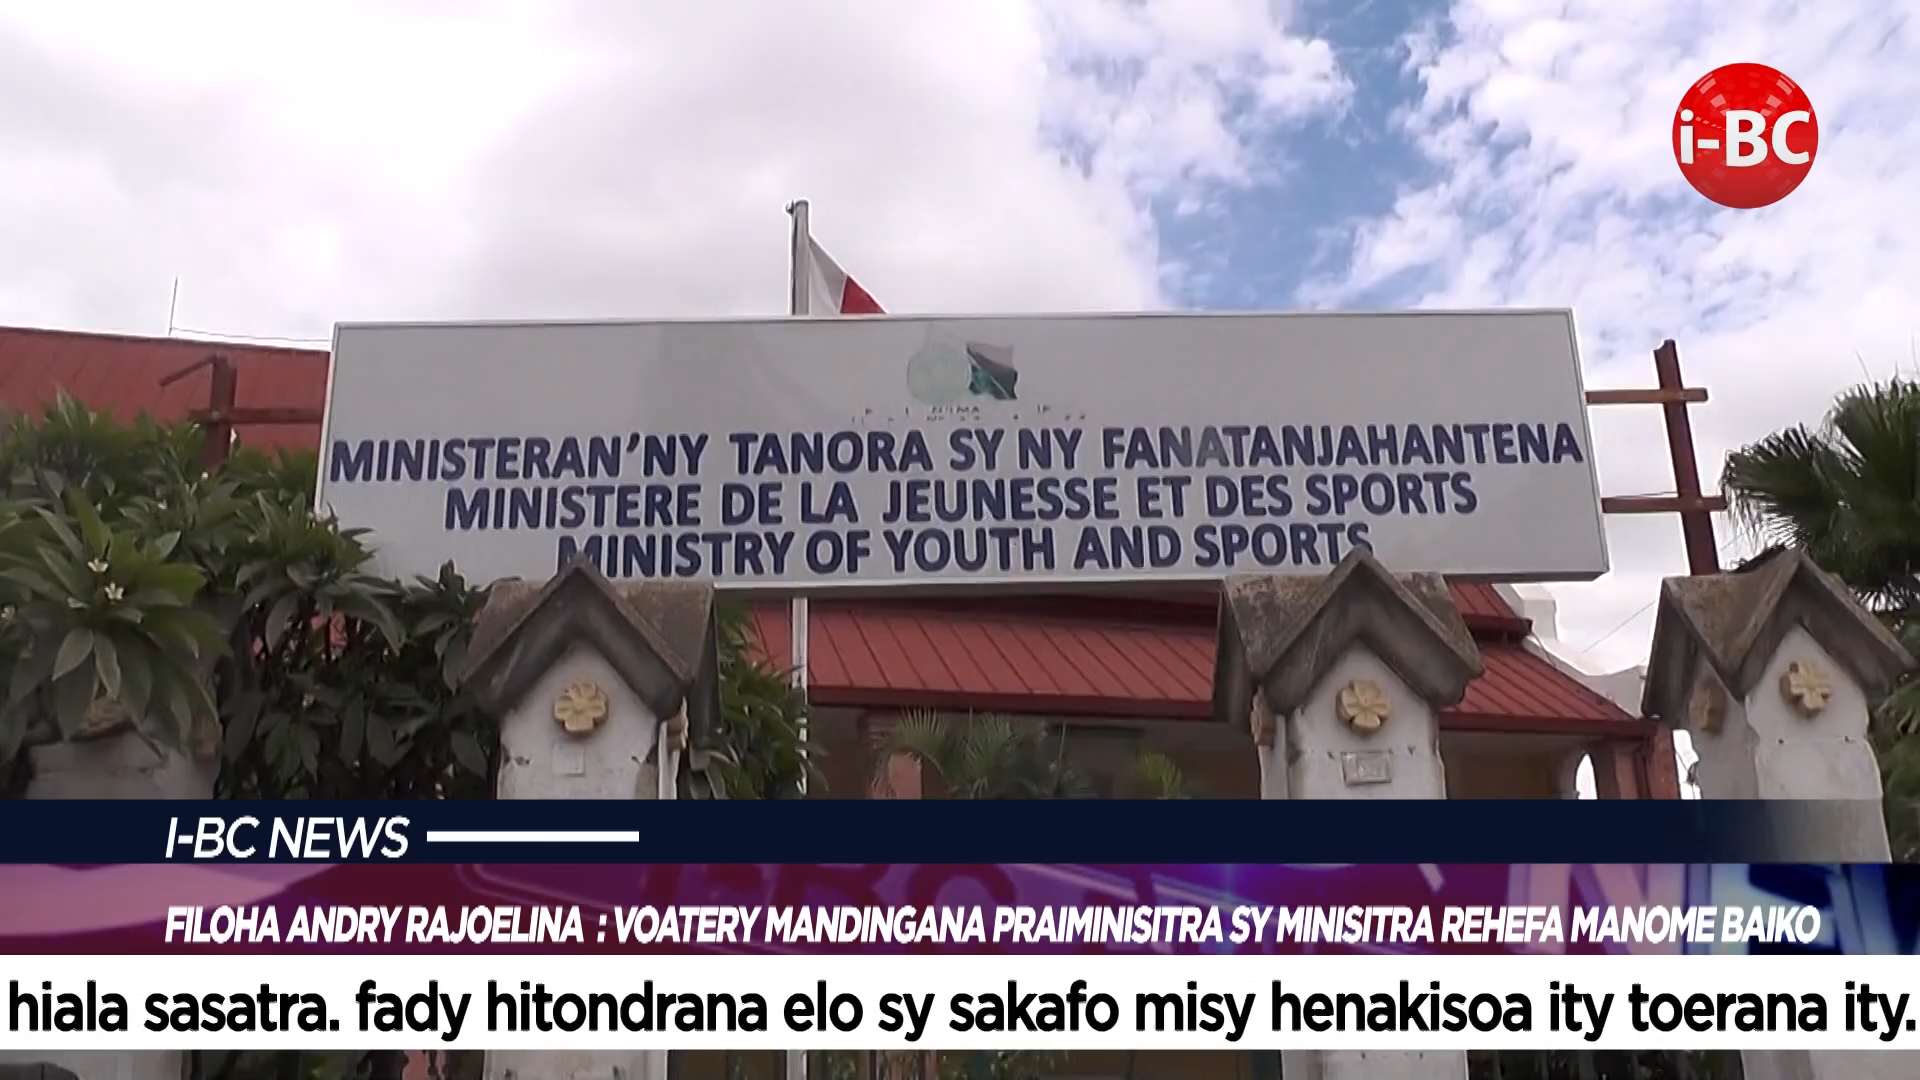 i-BC
MINISTERAN'NY TANORA SY NY FANATANJAHANTENA
MINISTERE DE LA JEUNESSE ET DES SPORTS
MINISTRY OF YOUTH AND SPORTS
I-BC NEWS
FILOHA ANDRY RAJOELINA : VOATERY MANDINGANA PRAIMINISITRA SY MINISITRA REHEFA MANOME BAIKO
hiala sasatra. fady hitondrana elo sy sakafo misy henakisoa ity toerana ity.